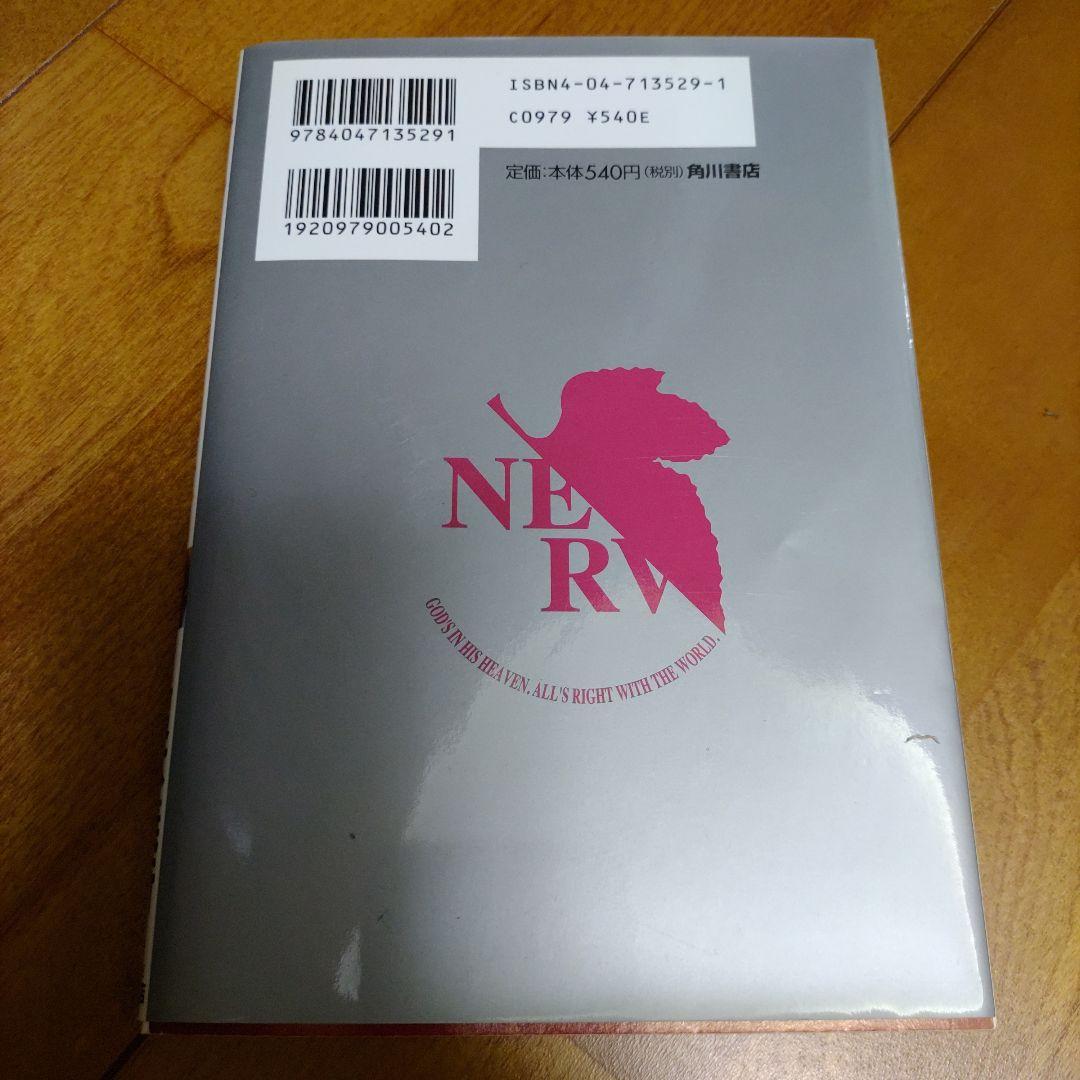 ISBN4-04-713529-1
C0979 ¥540E
9784047135291
1920979005402
定価:本体540円(税別) 角川書店
NERV
GOD'S IN HIS HEAVEN. ALL'S RIGHT WITH THE WORLD.